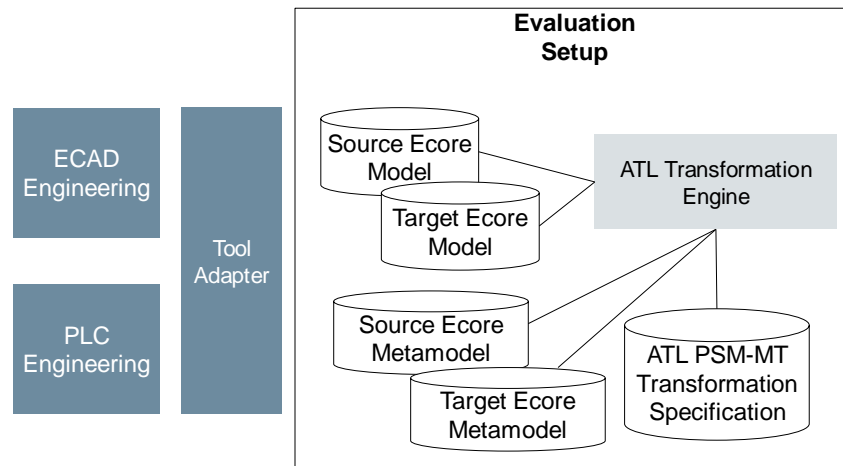 Evaluation
Setup
ECAD
Engineering
PLC
Engineering
Tool
Adapter
Source Ecore
Model
Target Ecore
Model
ATL Transformation
Engine
Source Ecore
Metamodel
Target Ecore
Metamodel
ATL PSM-MT
Transformation
Specification